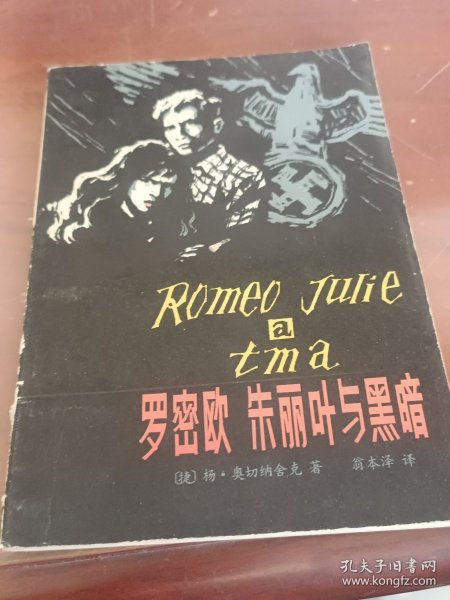 Romeo Julie
a
tma
罗密欧 朱丽叶与黑暗
〔捷〕杨·奥切纳舍克 著 翁本泽 译
孔夫子旧书网
www.kongfz.com